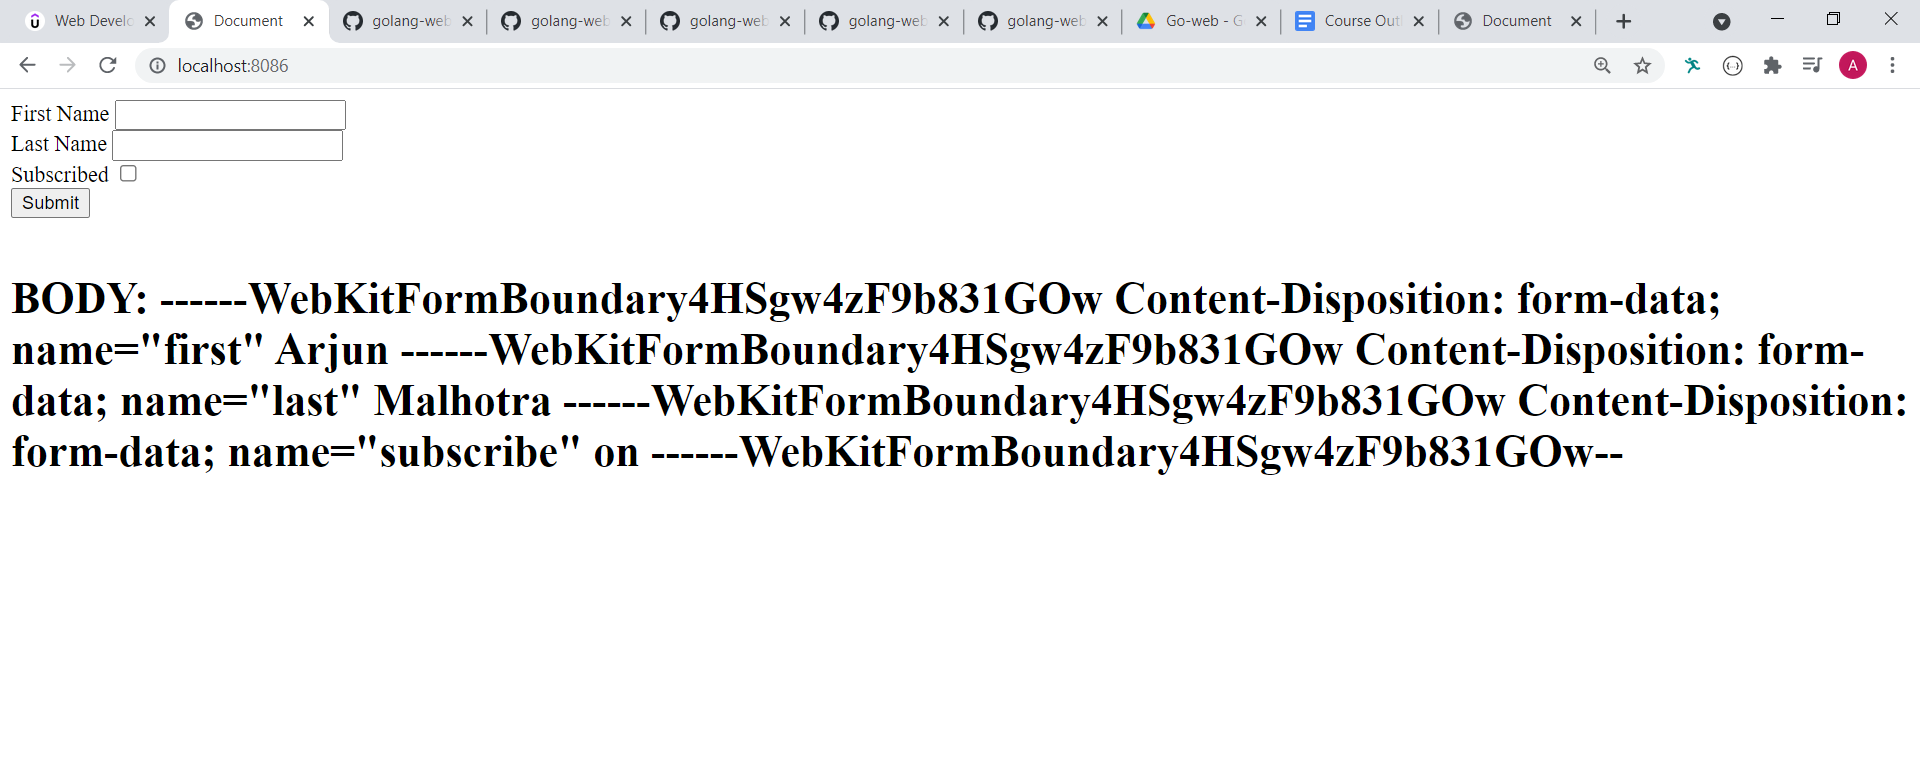 Web Develo
Document
golang-web
golang-web
golang-web
golang-web
golang-web
Go-web - G
Course Outl
Document
localhost:8086
A
First Name
Last Name
Subscribed
Submit
BODY: ------WebKitFormBoundary4HSgw4zF9b831GOw Content-Disposition: form-data;
name="first" Arjun ------WebKitFormBoundary4HSgw4zF9b831GOw Content-Disposition: form-
data; name="last" Malhotra ------WebKitFormBoundary4HSgw4zF9b831GOw Content-Disposition:
form-data; name="subscribe" on ------WebKitFormBoundary4HSgw4zF9b831GOw--